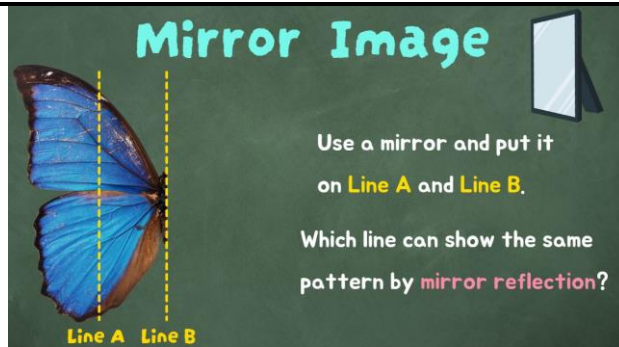 Mirror Image
Use a mirror and put it
on Line A and Line B.
Which line can show the same
pattern by mirror reflection?
Line A
Line B